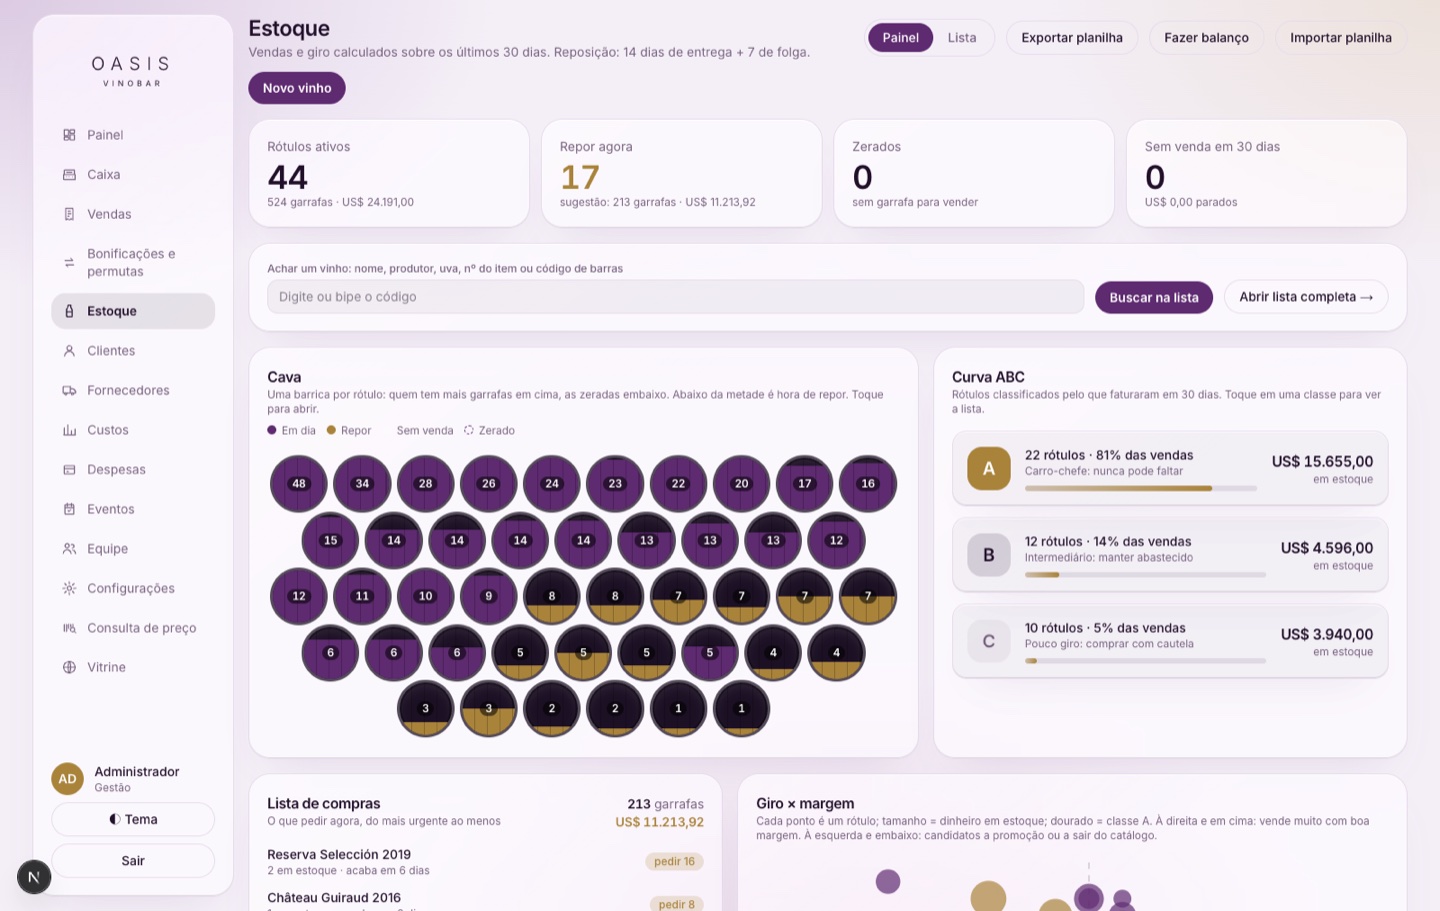 OASIS
VINOBAR
Painel
Caixa
Vendas
Bonificações e
permutas
Estoque
Clientes
Fornecedores
Custos
Despesas
Eventos
Equipe
Configurações
Consulta de preço
Vitrine
AD
Administrador
Gestão
Tema
Sair
N
Estoque
Vendas e giro calculados sobre os últimos 30 dias. Reposição: 14 dias de entrega + 7 de folga.
Painel
Lista
Exportar planilha
Fazer balanço
Importar planilha
Novo vinho
Rótulos ativos
44
524 garrafas · US$ 24.191,00
Repor agora
17
sugestão: 213 garrafas · US$ 11.213,92
Zerados
0
sem garrafa para vender
Sem venda em 30 dias
0
US$ 0,00 parados
Achar um vinho: nome, produtor, uva, nº do item ou código de barras
Digite ou bipe o código
Buscar na lista
Abrir lista completa →
Cava
Uma barrica por rótulo: quem tem mais garrafas em cima, as zeradas embaixo. Abaixo da metade é hora de repor. Toque
para abrir.
Em dia
Repor
Sem venda
Zerado
48 34 28 26 24 23 22 20 17 16
15 14 14 14 14 13 13 13 12
12 11 10 9 8 8 7 7 7 7
6 6 6 5 5 5 5 4 4
3 3 2 2 1 1
Curva ABC
Rótulos classificados pelo que faturaram em 30 dias. Toque em uma classe para ver
a lista.
A
22 rótulos · 81% das vendas
Carro-chefe: nunca pode faltar
US$ 15.655,00
em estoque
B
12 rótulos · 14% das vendas
Intermediário: manter abastecido
US$ 4.596,00
em estoque
C
10 rótulos · 5% das vendas
Pouco giro: comprar com cautela
US$ 3.940,00
em estoque
Lista de compras
O que pedir agora, do mais urgente ao menos
213 garrafas
US$ 11.213,92
Reserva Selección 2019
2 em estoque · acaba em 6 dias
pedir 16
Château Guiraud 2016
pedir 8
Giro × margem
Cada ponto é um rótulo; tamanho = dinheiro em estoque; dourado = classe A. À direita e em cima: vende muito com boa
margem. À esquerda e embaixo: candidatos a promoção ou a sair do catálogo.